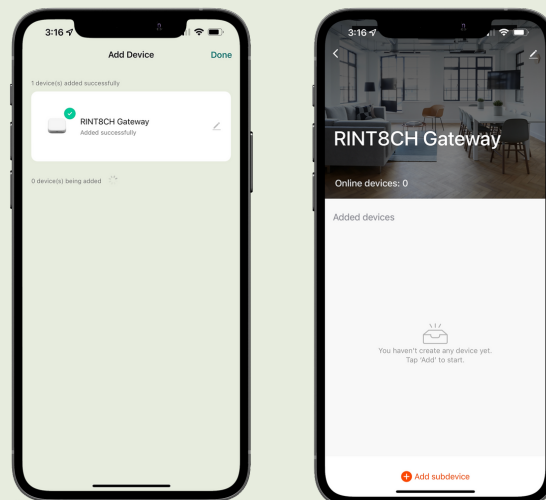 3:16
Add Device
Done
1 device(s) added successfully
RINT8CH Gateway
Added successfully
0 device(s) being added
3:16
RINT8CH Gateway
Online devices: 0
Added devices
You haven't create any device yet.
Tap 'Add' to start.
Add subdevice